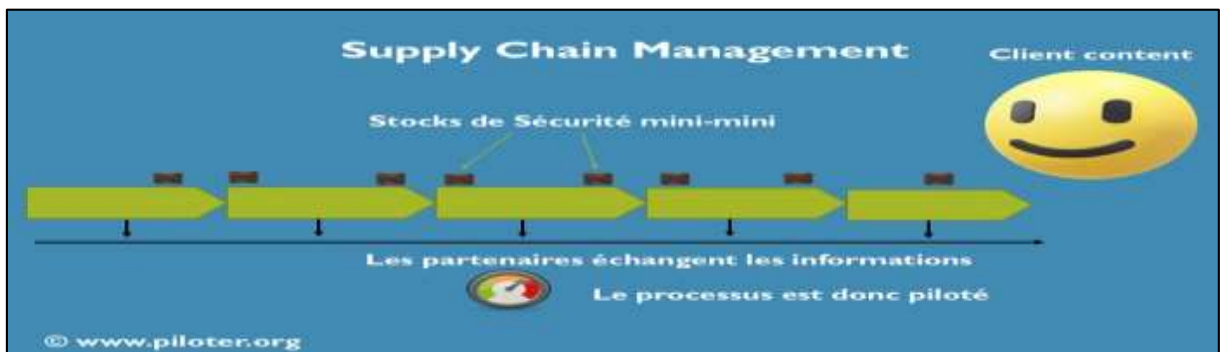 Supply Chain Management
Client content
Stocks de Sécurité mini-mini
Les partenaires échangent les informations
Le processus est donc piloté
© www.piloter.org